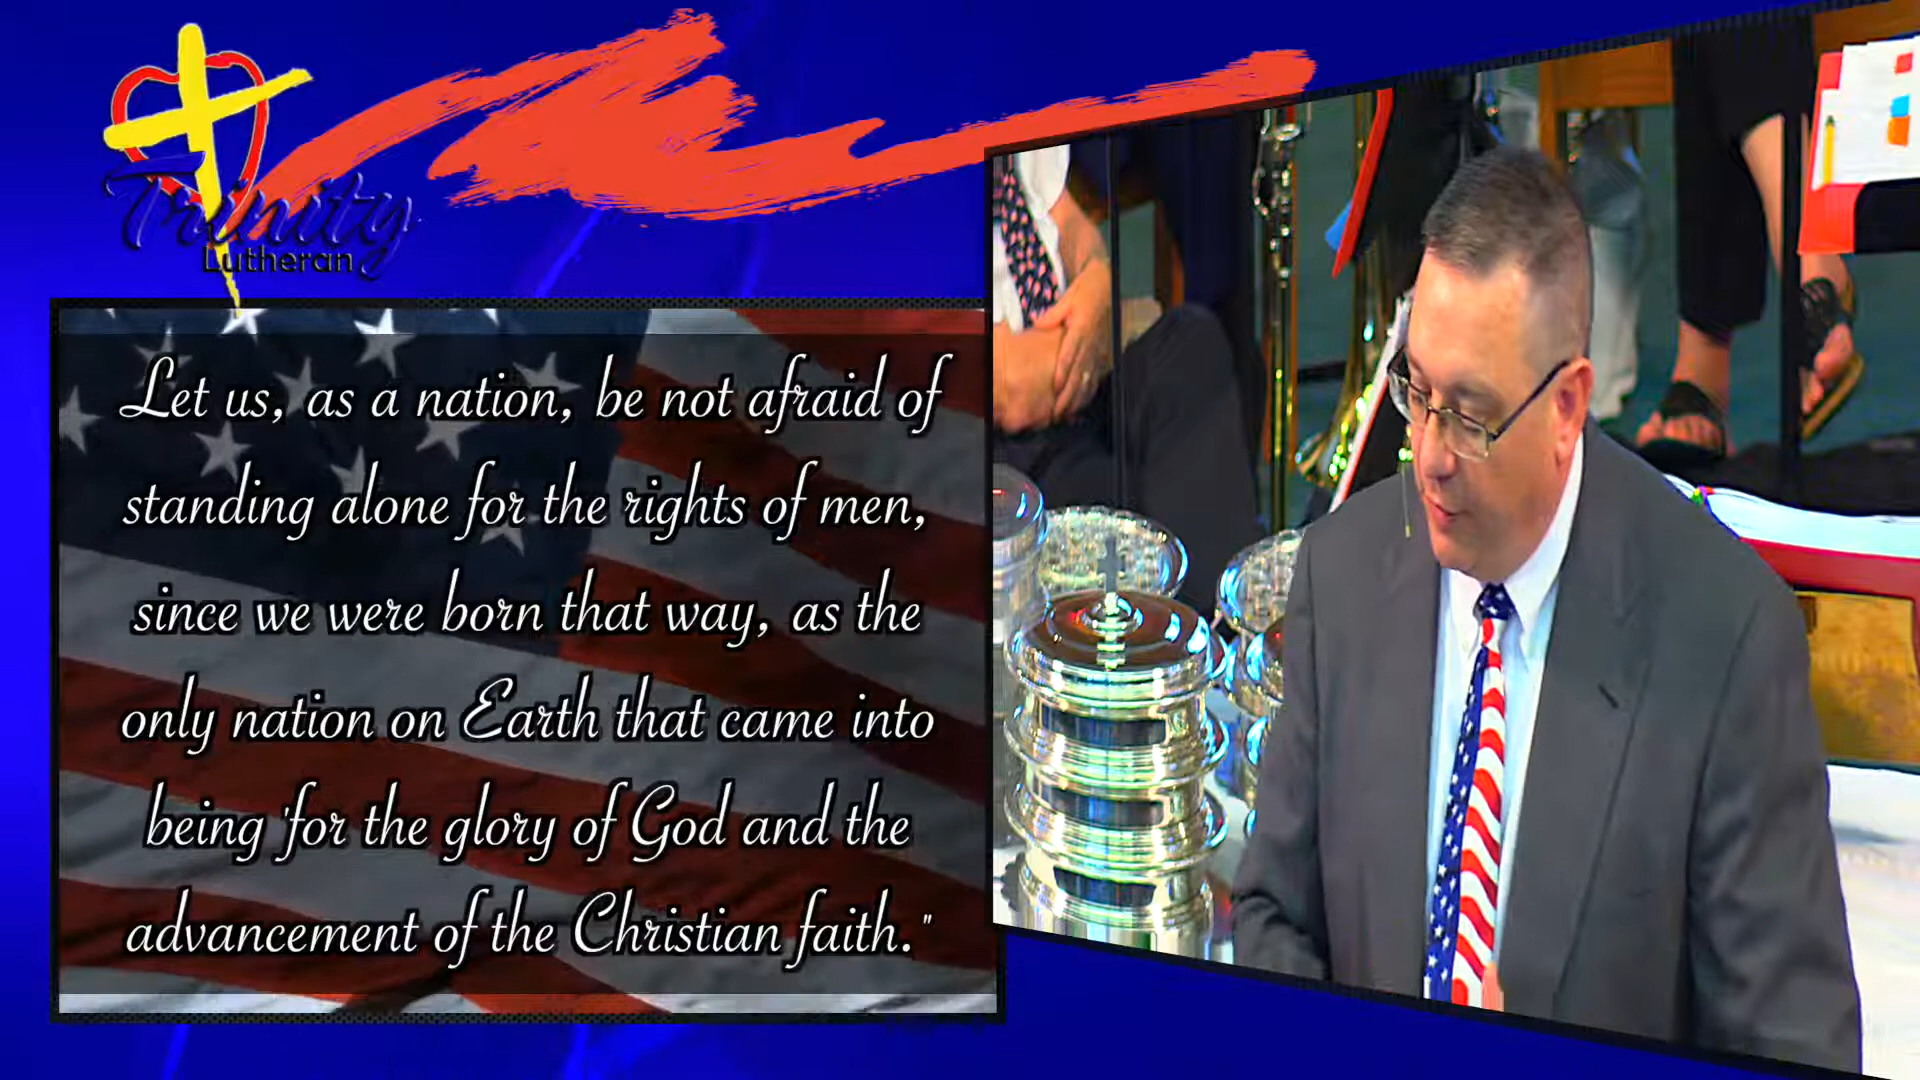 Trinity
Lutheran
Let us, as a nation, be not afraid of
standing alone for the rights of men,
since we were born that way, as the
only nation on Earth that came into
being 'for the glory of God and the
advancement of the Christian faith."